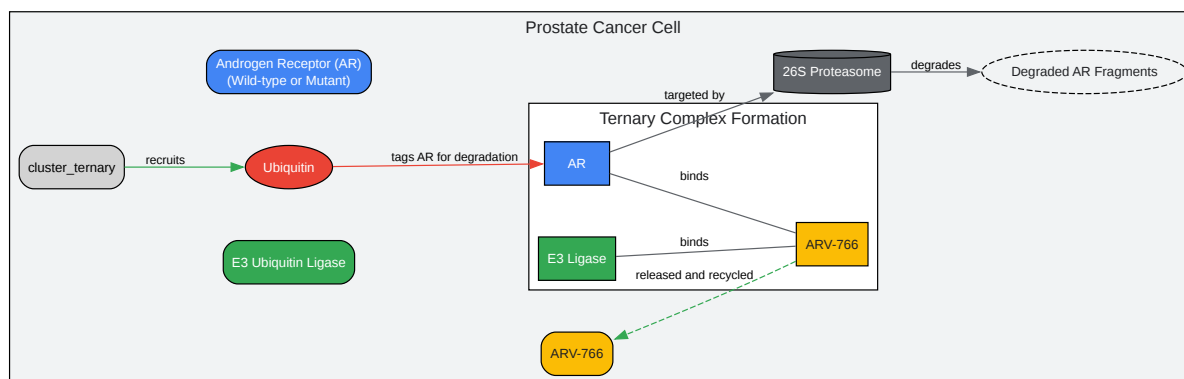 Prostate Cancer Cell
Androgen Receptor (AR)
(Wild-type or Mutant)
26S Proteasome
degrades
Degraded AR Fragments
targeted by
Ternary Complex Formation
cluster_ternary
recruits
Ubiquitin
tags AR for degradation
AR
binds
E3 Ubiquitin Ligase
E3 Ligase
binds
ARV-766
released and recycled
ARV-766